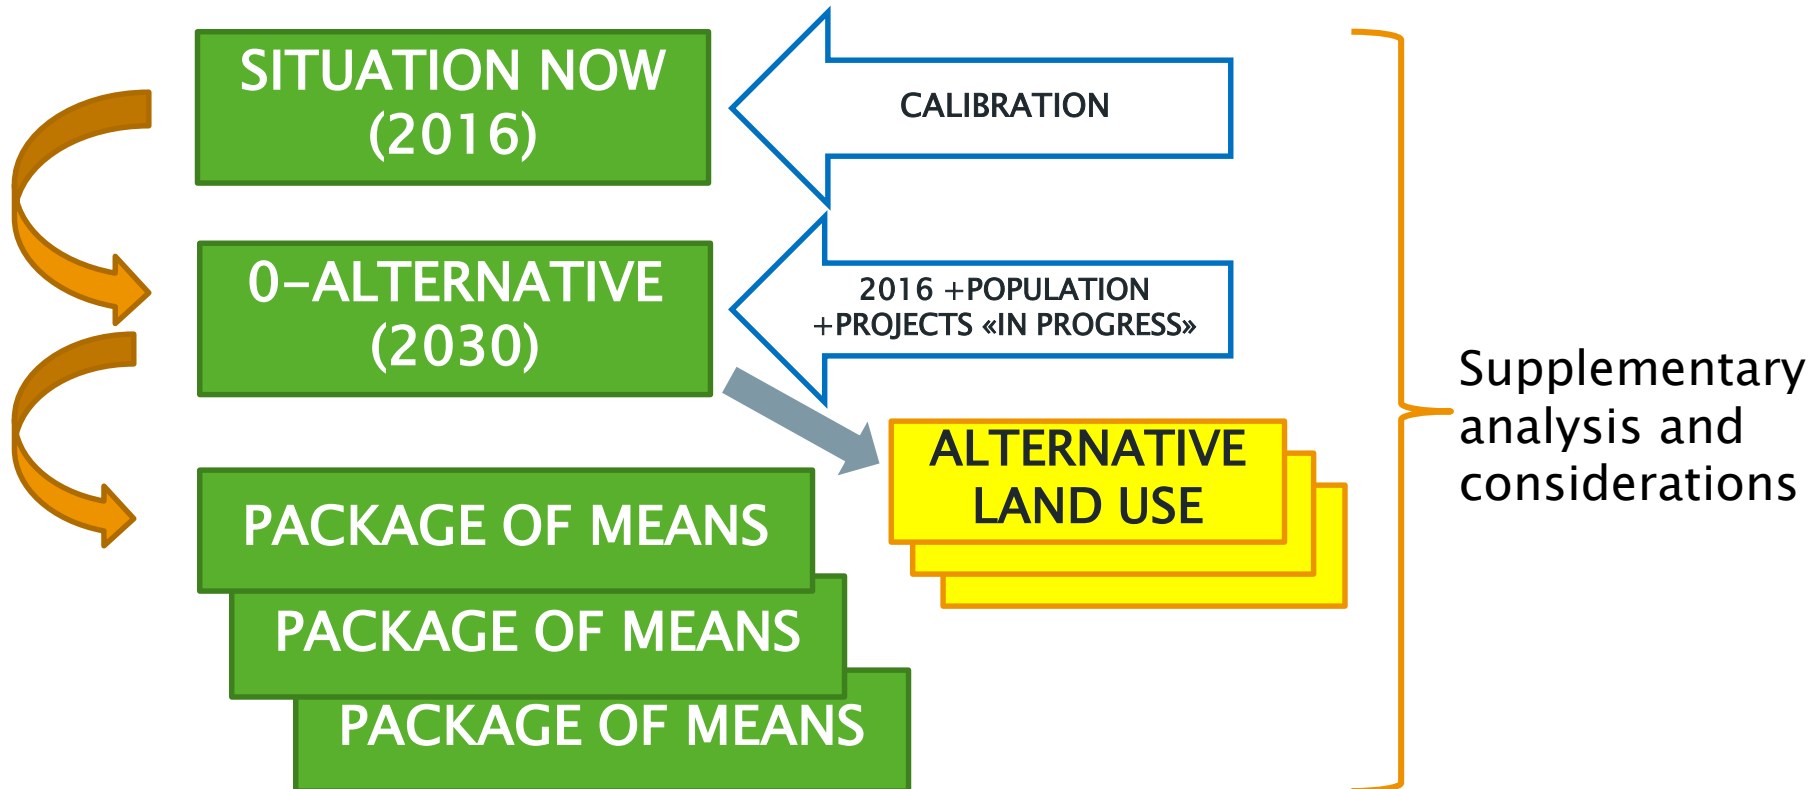 SITUATION NOW
(2016)
CALIBRATION
0-ALTERNATIVE
(2030)
2016 +POPULATION
+PROJECTS «IN PROGRESS»
ALTERNATIVE
LAND USE
PACKAGE OF MEANS
PACKAGE OF MEANS
PACKAGE OF MEANS
Supplementary
analysis and
considerations